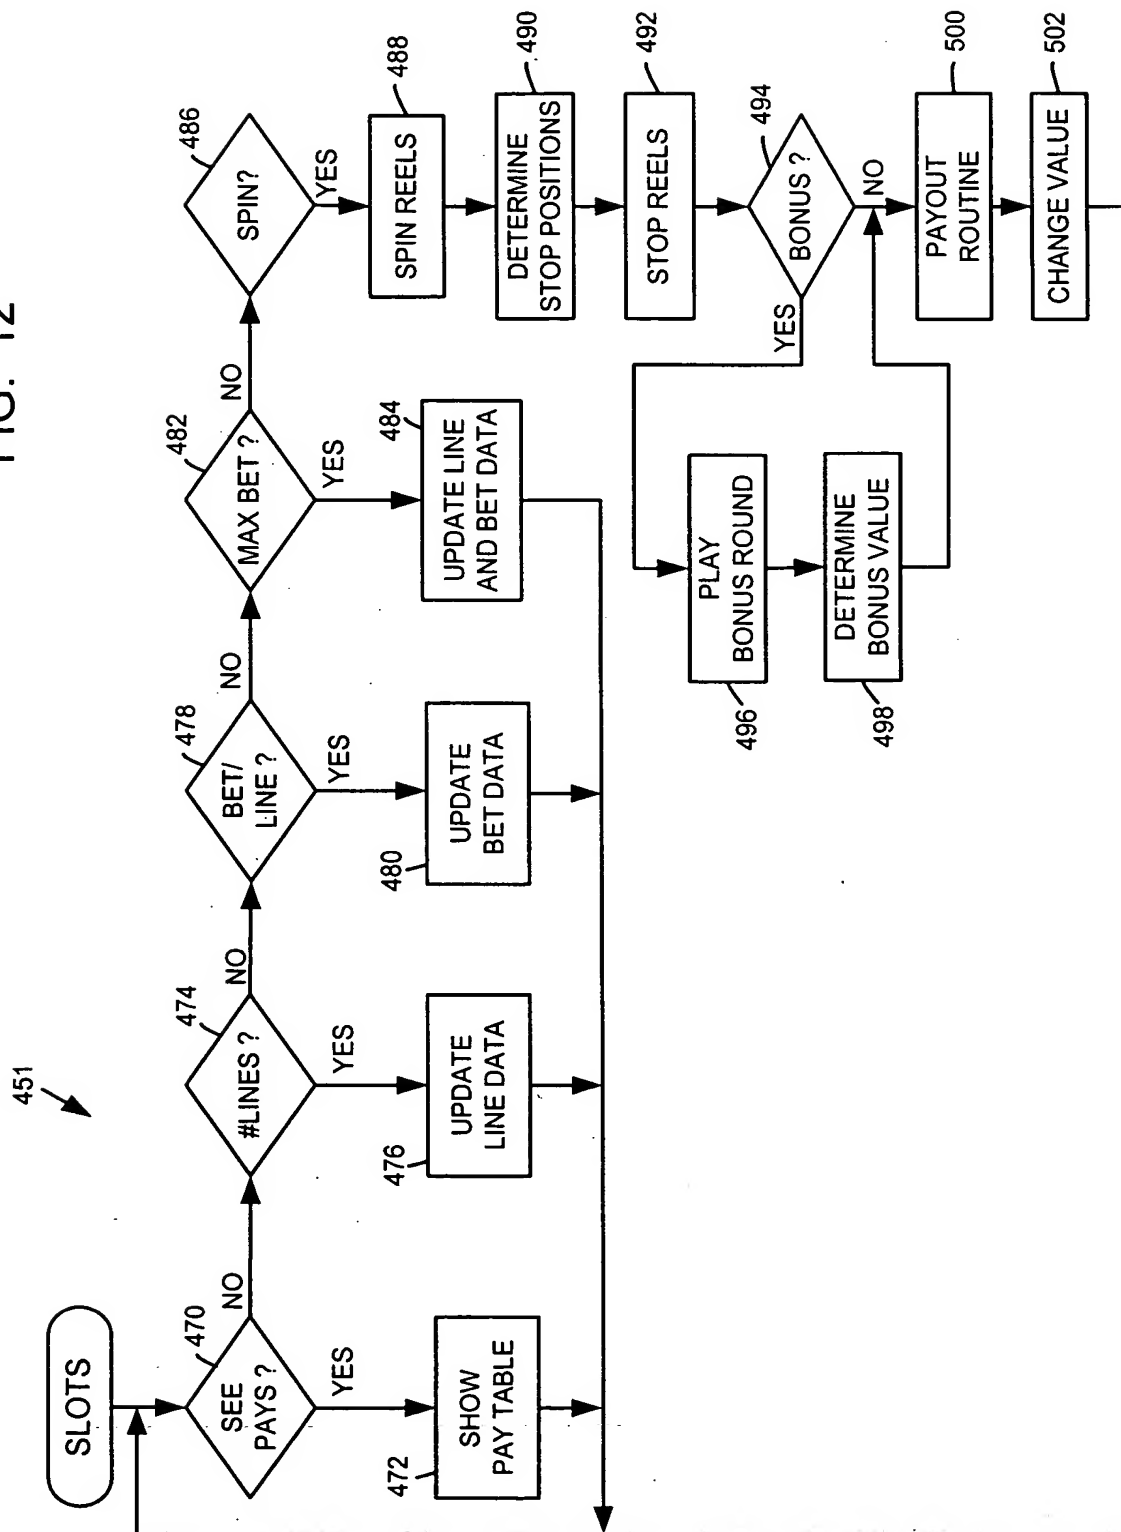 FIG. 12
451
SLOTS
470
SEE
PAYS ?
NO
YES
472
SHOW
PAY TABLE
474
#LINES ?
NO
YES
476
UPDATE
LINE DATA
478
BET/
LINE ?
NO
YES
480
UPDATE
BET DATA
482
MAX BET ?
NO
YES
484
UPDATE LINE
AND BET DATA
486
SPIN?
YES
488
SPIN REELS
490
DETERMINE
STOP POSITIONS
492
STOP REELS
494
BONUS ?
YES
NO
496
PLAY
BONUS ROUND
498
DETERMINE
BONUS VALUE
500
PAYOUT
ROUTINE
502
CHANGE VALUE